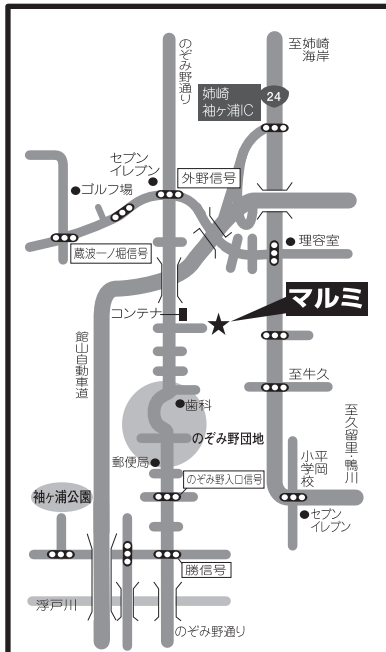 のぞみ野通り
至姉崎
海岸
24
姉崎
袖ヶ浦IC
セブン
イレブン
外野信号
ゴルフ場
蔵波一ノ堀信号
理容室
マルミ
コンテナ
館山自動車道
至牛久
歯科
のぞみ野団地
至久留里・鴨川
郵便局
平岡
小学校
のぞみ野入口信号
袖ヶ浦公園
セブン
イレブン
勝信号
浮戸川
のぞみ野通り